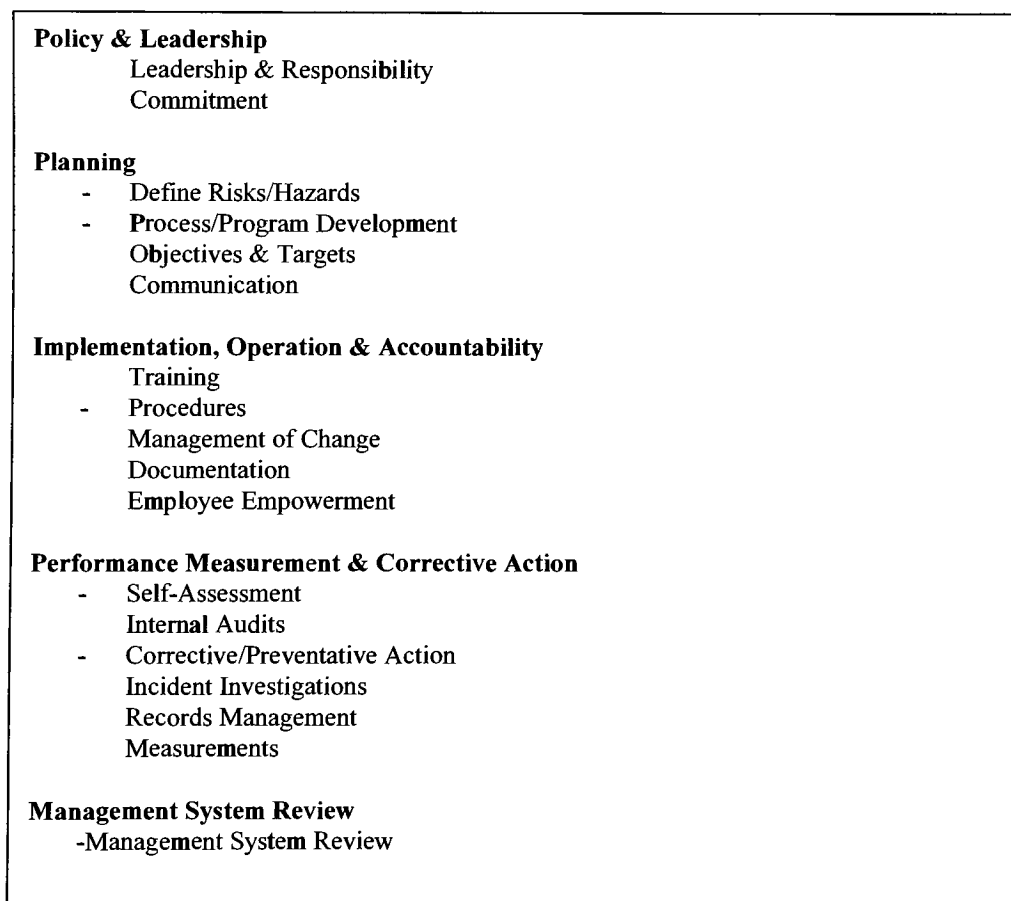 Policy & Leadership
Leadership & Responsibility
Commitment
Planning
- Define Risks/Hazards
- Process/Program Development
Objectives & Targets
Communication
Implementation, Operation & Accountability
Training
- Procedures
Management of Change
Documentation
Employee Empowerment
Performance Measurement & Corrective Action
- Self-Assessment
Internal Audits
- Corrective/Preventative Action
Incident Investigations
Records Management
Measurements
Management System Review
-Management System Review